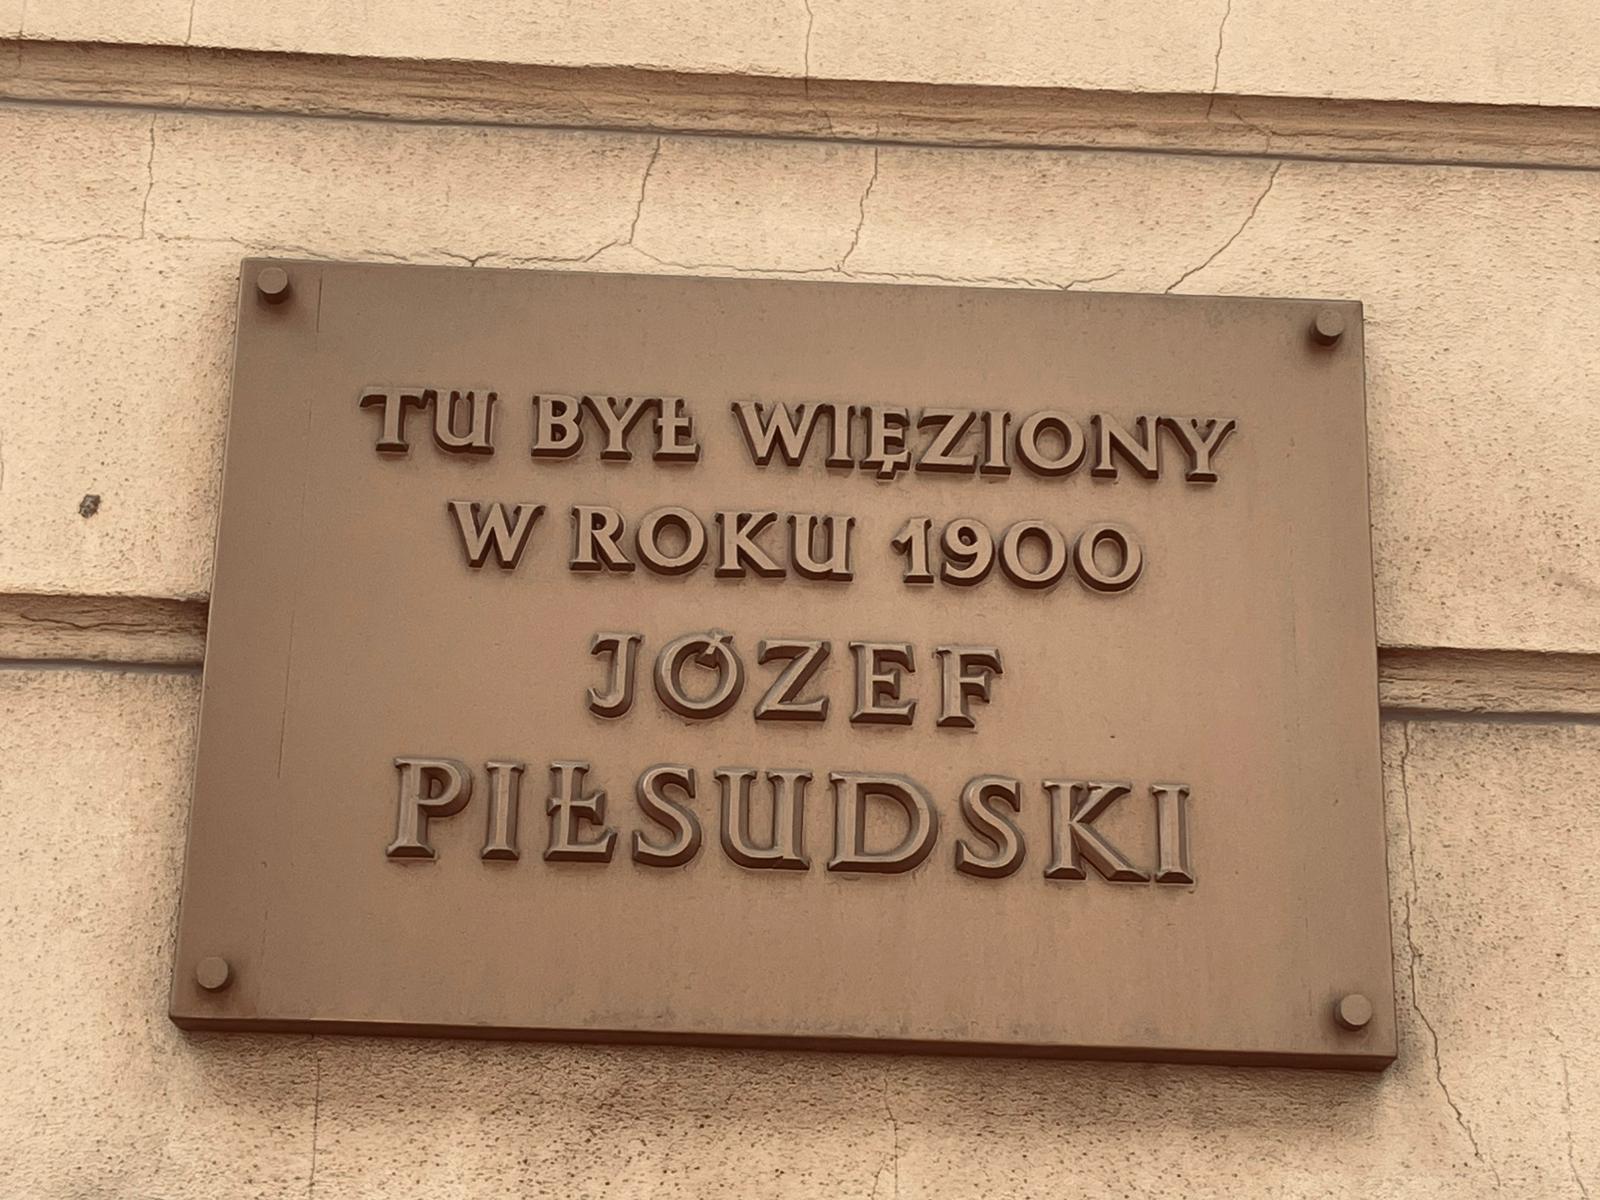 TU BYŁ WIĘZIONY
W ROKU 1900
JÓZEF
PIŁSUDSKI